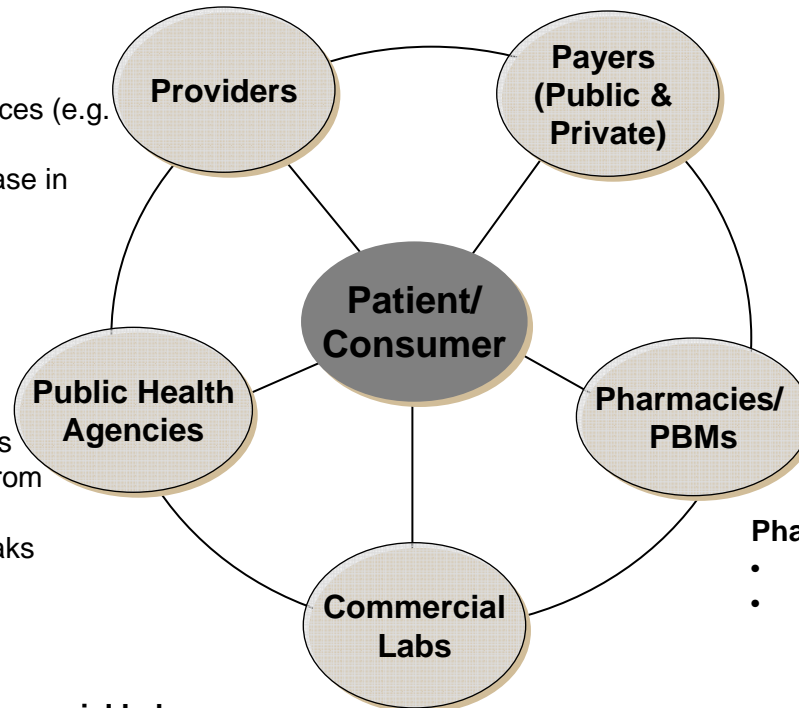 Providers
Payers
(Public &
Private)
ces (e.g.
ase in
Patient/
Consumer
Public Health
Agencies
Pharmacies/
PBMs
s
rom
aks
Pha
•
•
Commercial
Labs